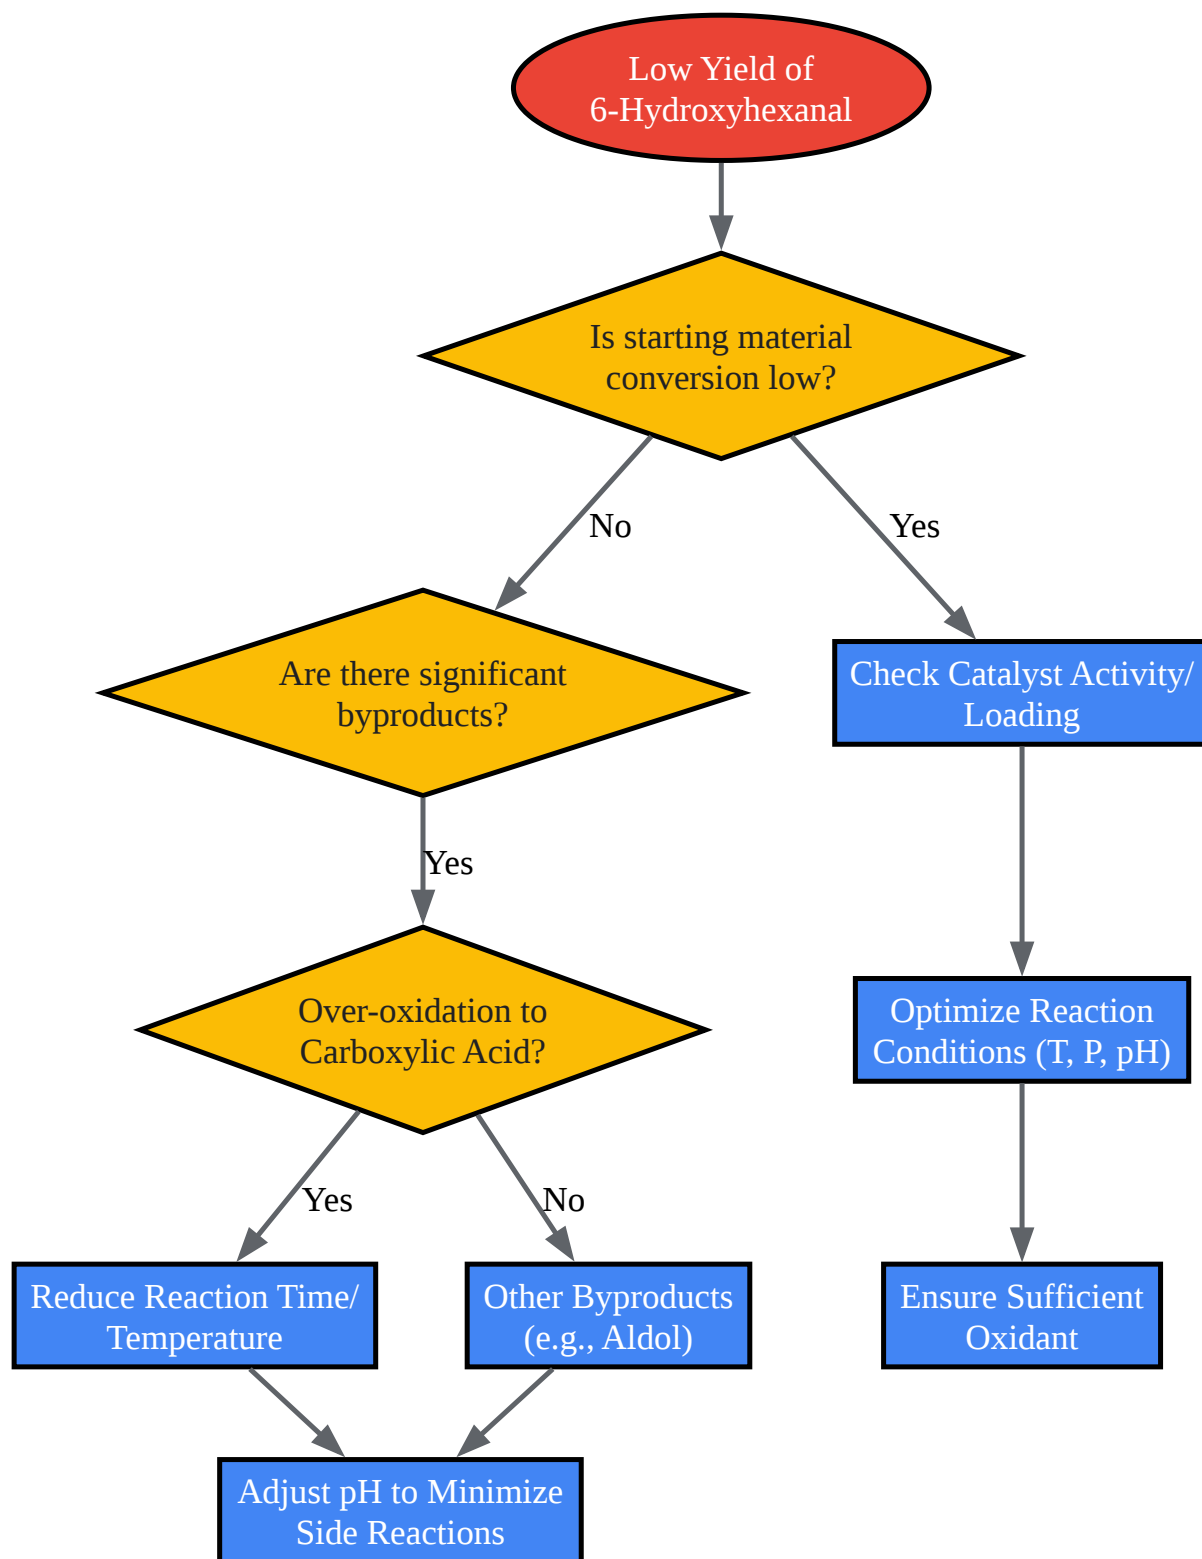 Low Yield of
6-Hydroxyhexanal
Is starting material
conversion low?
No
Yes
Are there significant
byproducts?
Check Catalyst Activity/
Loading
Yes
Over-oxidation to
Carboxylic Acid?
Optimize Reaction
Conditions (T, P, pH)
Yes
No
Reduce Reaction Time/
Temperature
Other Byproducts
(e.g., Aldol)
Ensure Sufficient
Oxidant
Adjust pH to Minimize
Side Reactions